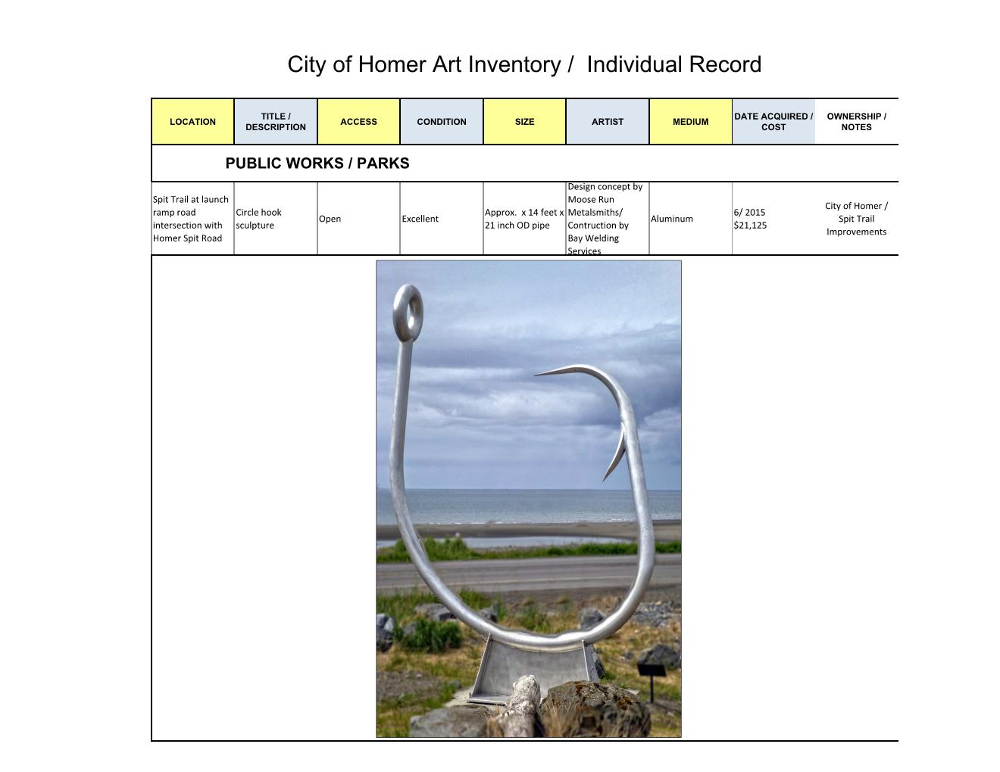 City of Homer Art Inventory /  Individual Record
LOCATION
TITLE /
DESCRIPTION
ACCESS
CONDITION
SIZE
ARTIST
MEDIUM
DATE ACQUIRED /
COST
OWNERSHIP /
NOTES
PUBLIC WORKS / PARKS
Spit Trail at launch
ramp road
intersection with
Homer Spit Road
Circle hook
sculpture
Open
Excellent
Approx.  x 14 feet x
21 inch OD pipe
Design concept by
Moose Run
Metalsmiths/
Contruction by
Bay Welding
Services
Aluminum
6/ 2015
$21,125
City of Homer /
Spit Trail
Improvements